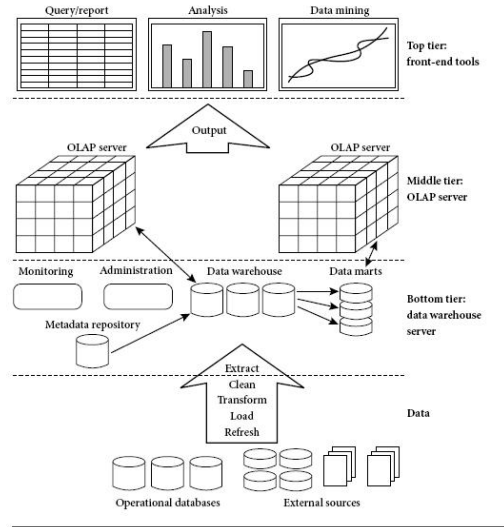 Query/report
Analysis
Data mining
Top tier:
front-end tools
Output
OLAP server
OLAP server
Middle tier:
OLAP server
Monitoring
Administration
Data warehouse
Data marts
Metadata repository
Bottom tier:
data warehouse
server
Extract
Clean
Transform
Load
Refresh
Data
Operational databases
External sources